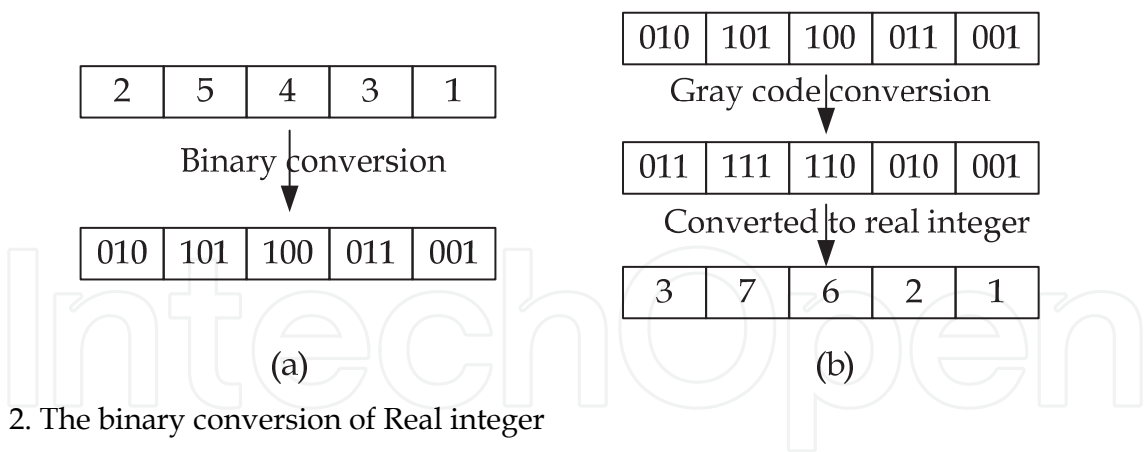 2 5 4 3 1
Binary conversion
010 101 100 011 001
(a)
010 101 100 011 001
Gray code conversion
011 111 110 010 001
Converted to real integer
3 7 6 2 1
(b)
IntechOpen
2. The binary conversion of Real integer